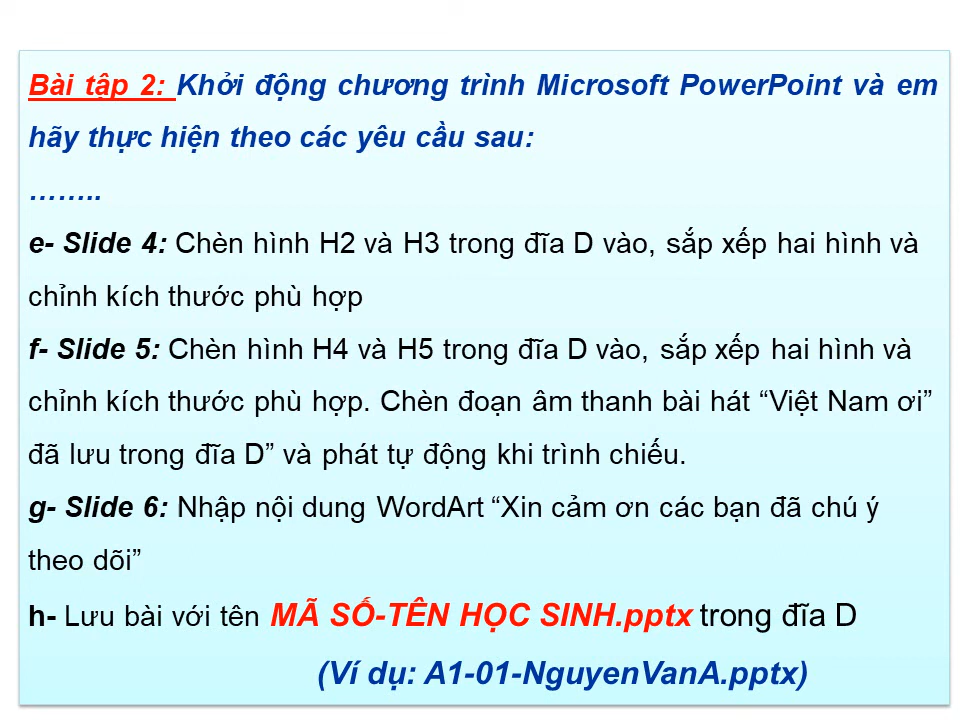 Bài tập 2: Khởi động chương trình Microsoft PowerPoint và em
hãy thực hiện theo các yêu cầu sau:
……..
e- Slide 4: Chèn hình H2 và H3 trong đĩa D vào, sắp xếp hai hình và
chỉnh kích thước phù hợp
f- Slide 5: Chèn hình H4 và H5 trong đĩa D vào, sắp xếp hai hình và
chỉnh kích thước phù hợp. Chèn đoạn âm thanh bài hát “Việt Nam ơi”
đã lưu trong đĩa D” và phát tự động khi trình chiếu.
g- Slide 6: Nhập nội dung WordArt “Xin cảm ơn các bạn đã chú ý
theo dõi”
h- Lưu bài với tên MÃ SỐ-TÊN HỌC SINH.pptx trong đĩa D
(Ví dụ: A1-01-NguyenVanA.pptx)